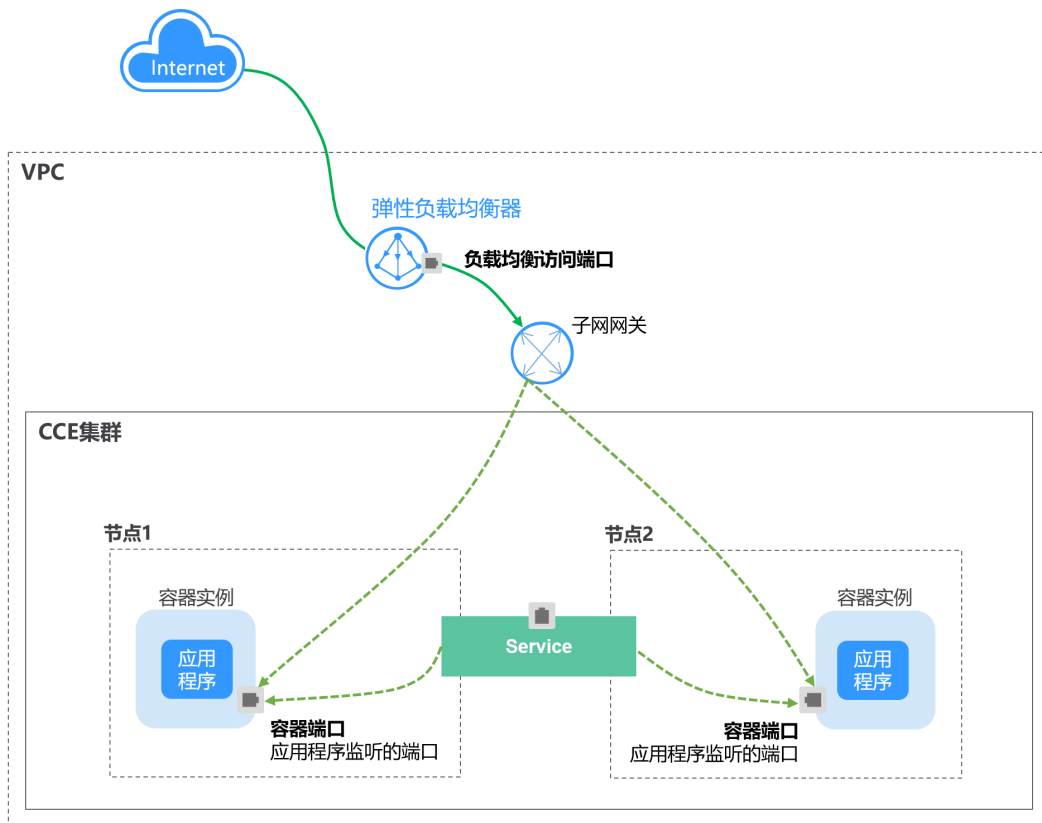 Internet
VPC
弹性负载均衡器
负载均衡访问端口
子网网关
CCE集群
节点1
节点2
容器实例
容器实例
应用
程序
Service
应用
程序
容器端口
应用程序监听的端口
容器端口
应用程序监听的端口